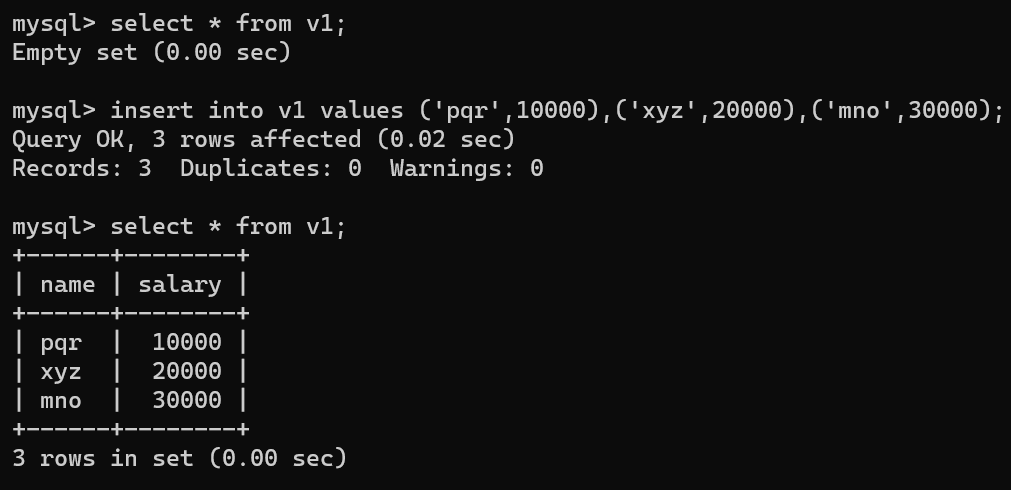 mysql> select * from v1;
Empty set (0.00 sec)

mysql> insert into v1 values ('pqr',10000),('xyz',20000),('mno',30000);
Query OK, 3 rows affected (0.02 sec)
Records: 3  Duplicates: 0  Warnings: 0

mysql> select * from v1;
+------+--------+
| name | salary |
+------+--------+
| pqr  |  10000 |
| xyz  |  20000 |
| mno  |  30000 |
+------+--------+
3 rows in set (0.00 sec)